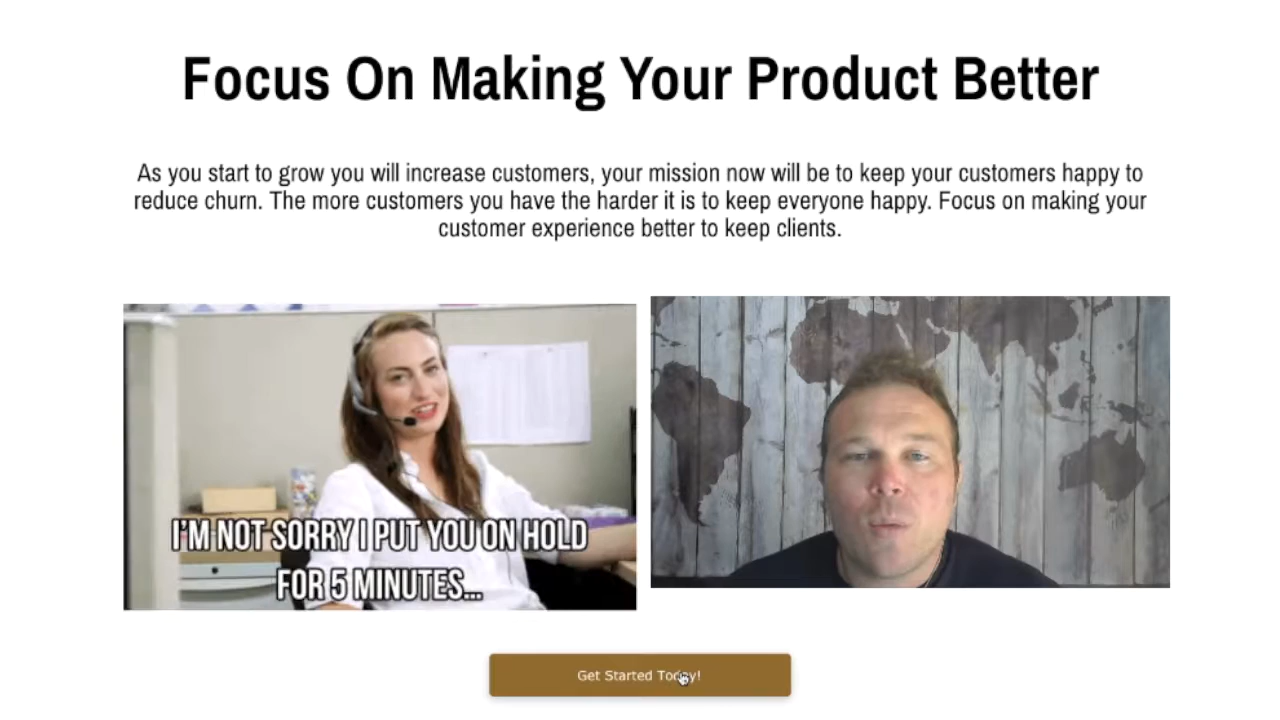 Focus On Making Your Product Better
As you start to grow you will increase customers, your mission now will be to keep your customers happy to
reduce churn. The more customers you have the harder it is to keep everyone happy. Focus on making your
customer experience better to keep clients.
I'M NOT SORRY I PUT YOU ON HOLD
FOR 5 MINUTES...
Get Started Today!